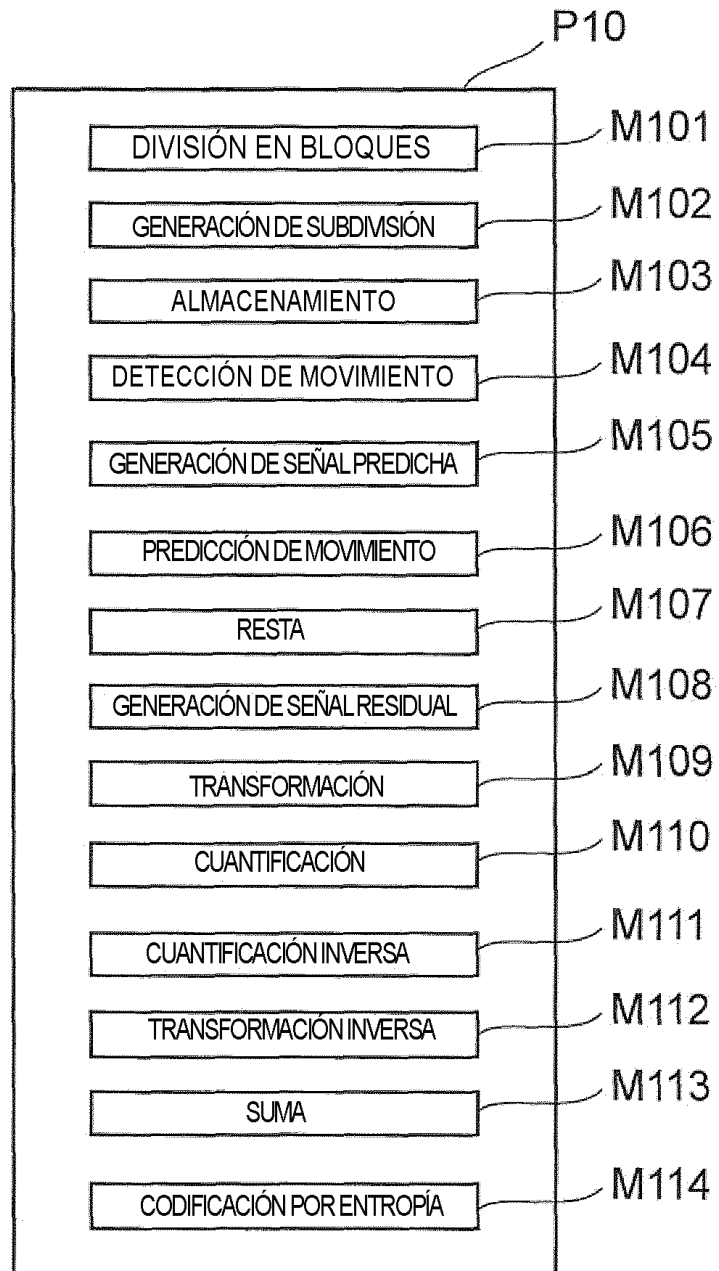 P10
DIVISIÓN EN BLOQUES M101
GENERACIÓN DE SUBDIVISIÓN M102
ALMACENAMIENTO M103
DETECCIÓN DE MOVIMIENTO M104
GENERACIÓN DE SEÑAL PREDICHA M105
PREDICCIÓN DE MOVIMIENTO M106
RESTA M107
GENERACIÓN DE SEÑAL RESIDUAL M108
TRANSFORMACIÓN M109
CUANTIFICACIÓN M110
CUANTIFICACIÓN INVERSA M111
TRANSFORMACIÓN INVERSA M112
SUMA M113
CODIFICACIÓN POR ENTROPÍA M114